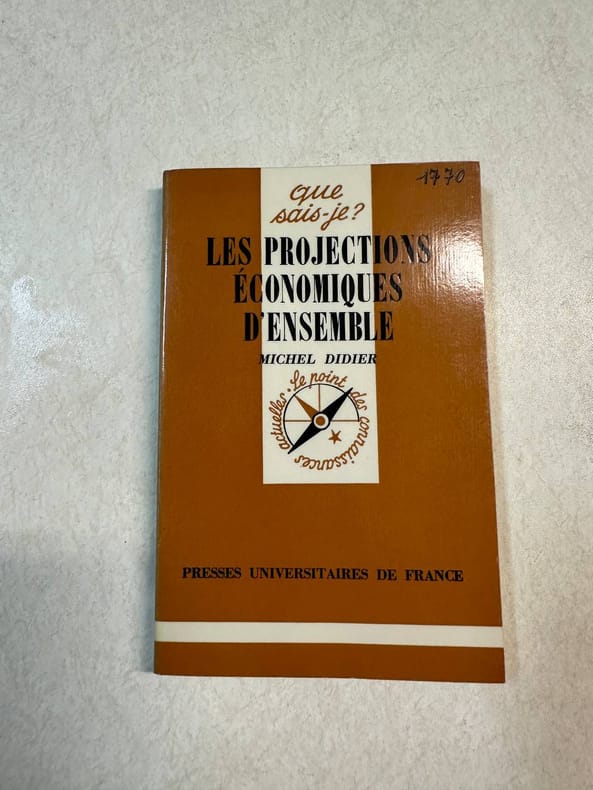 1770
que
sais-je?
LES PROJECTIONS
ÉCONOMIQUES
D'ENSEMBLE
MICHEL DIDIER
Le point des connaissances actuelles
PRESSES UNIVERSITAIRES DE FRANCE